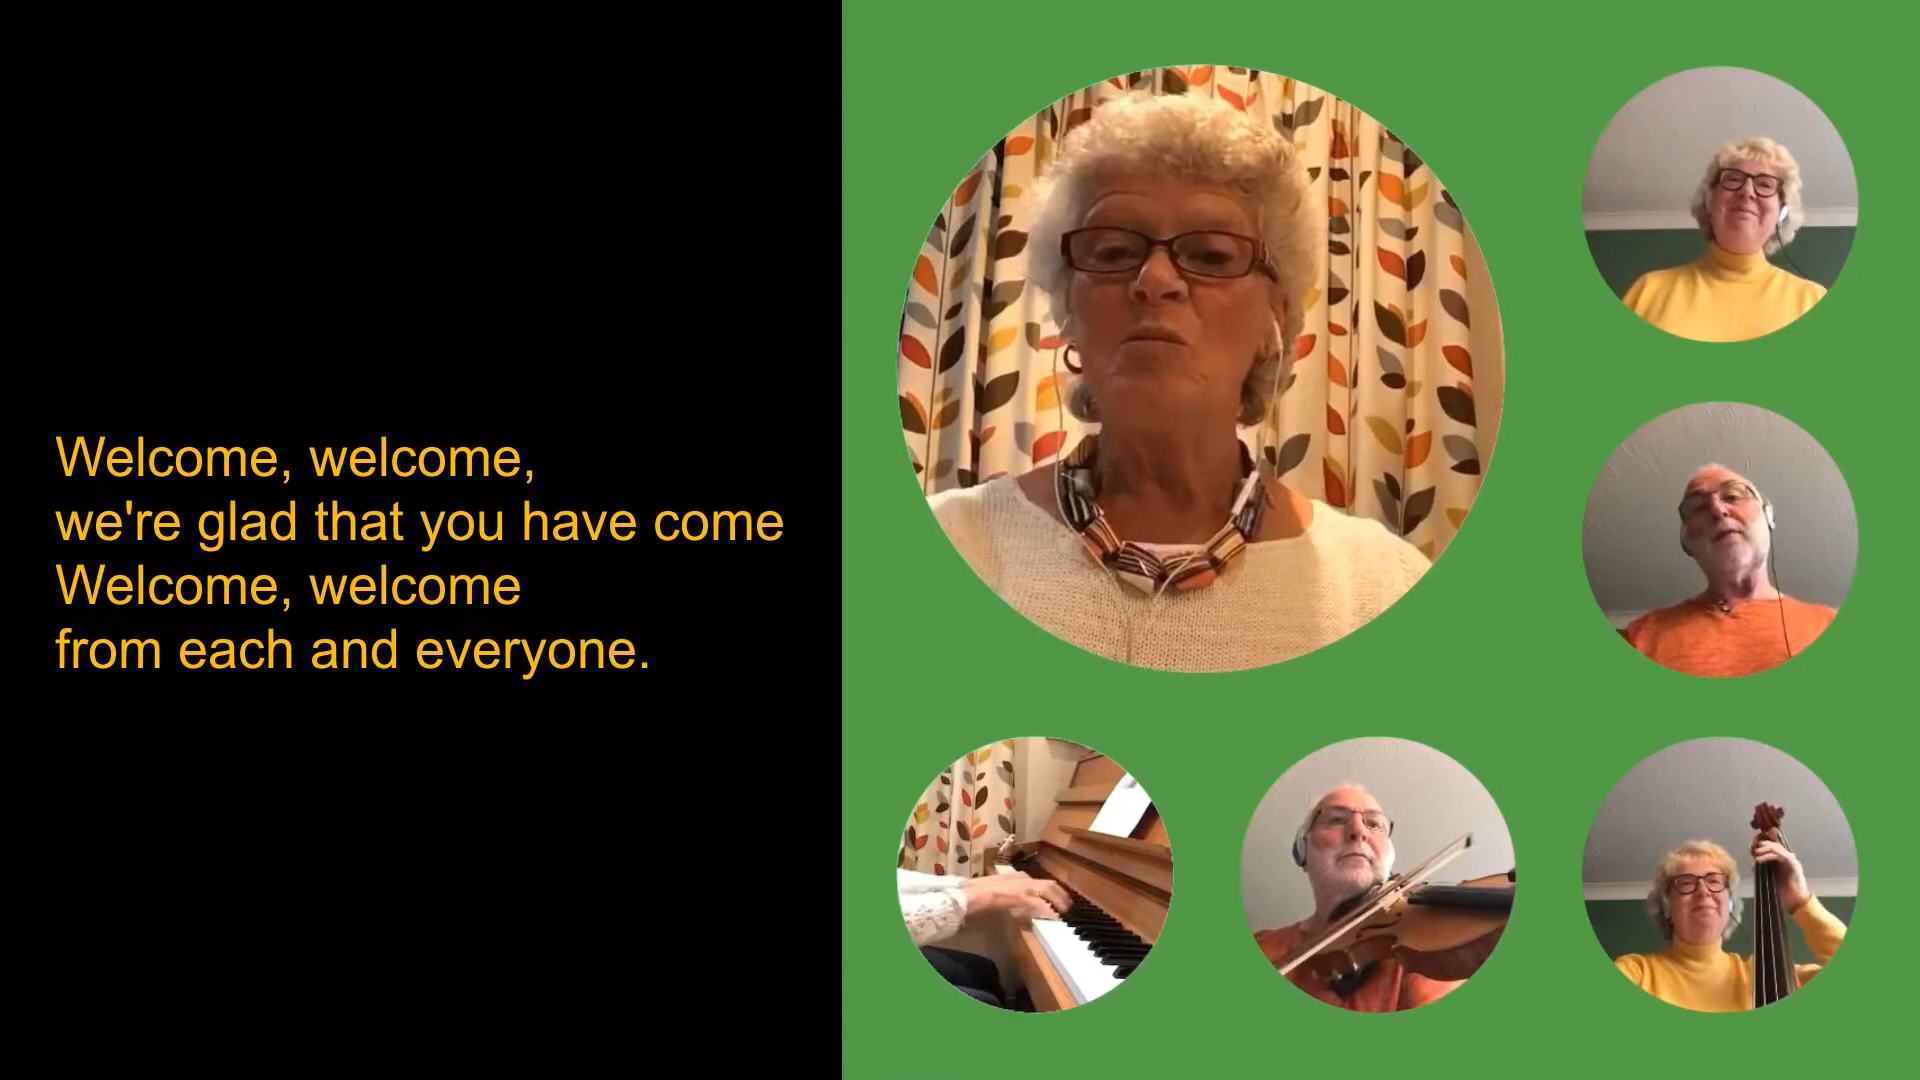 Welcome, welcome,
we're glad that you have come
Welcome, welcome
from each and everyone.